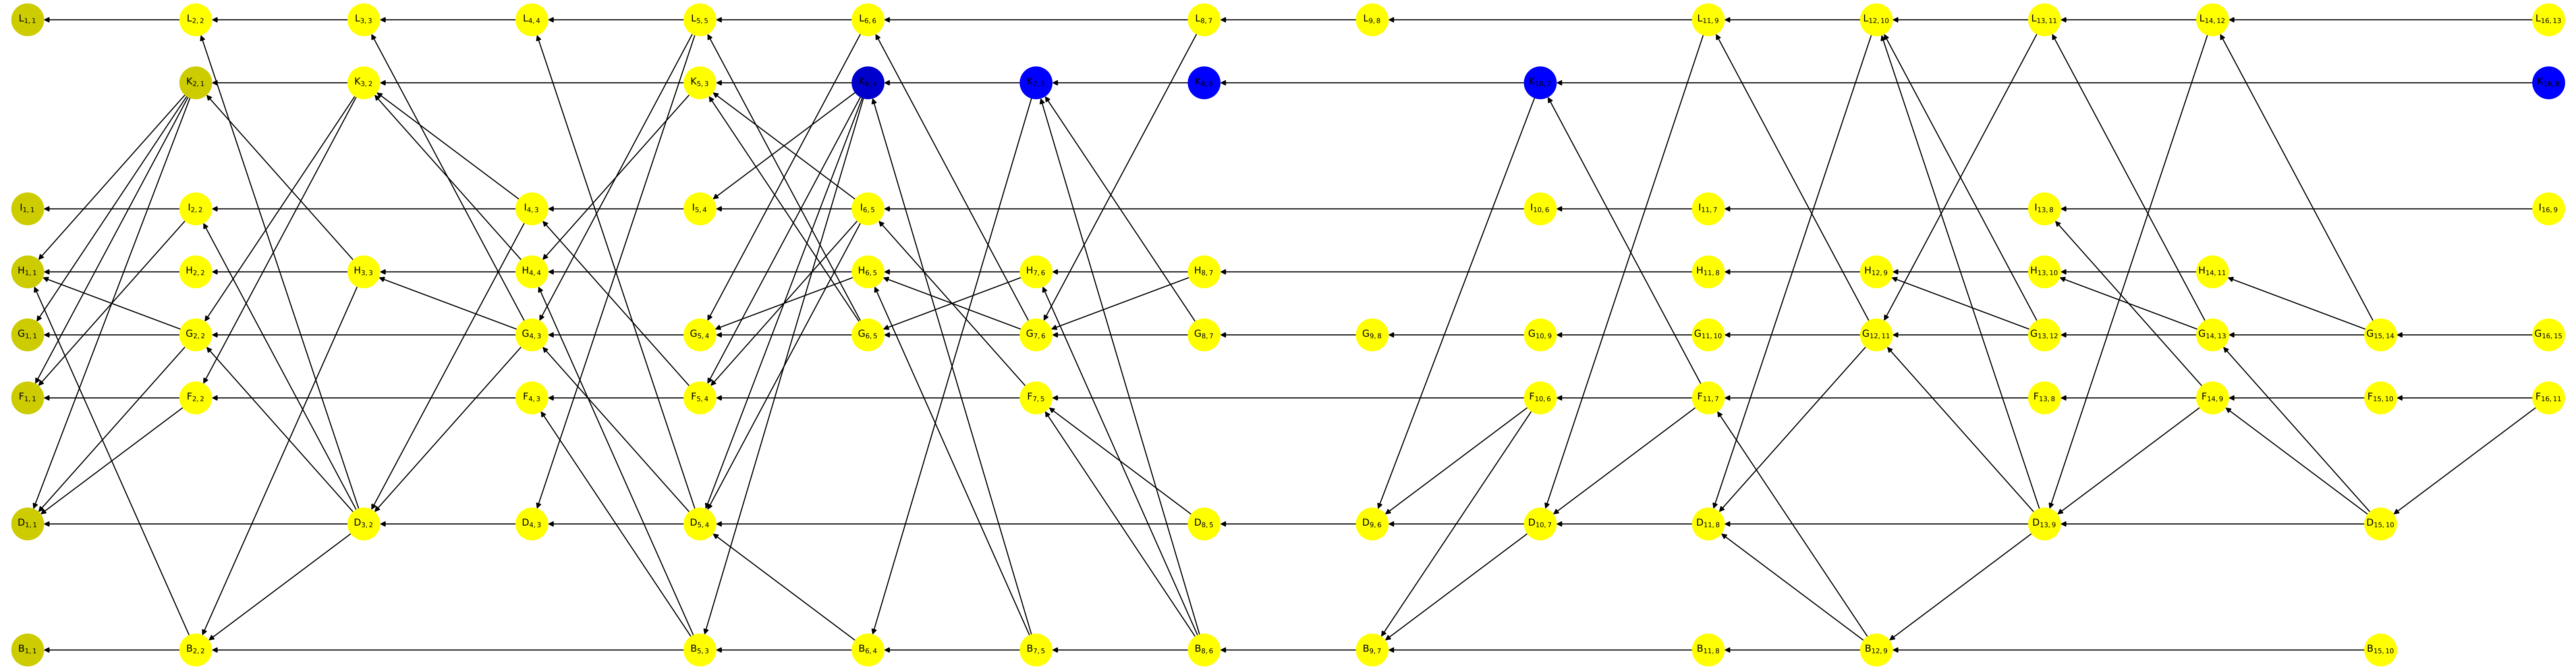 L1,1 L2,2 L3,3 L4,4 L5,5 L6,6 L8,7 L9,8 L11,9 L12,10 L13,11 L14,12 L16,13
K2,1 K3,2 K5,3
I1,1 I2,2 I4,3 I5,4 I6,5 I10,6 I11,7 I13,8 I16,9
H1,1 H2,2 H3,3 H4,4 H6,5 H7,6 H8,7 H11,8 H12,9 H13,10 H14,11
G1,1 G2,2 G4,3 G5,4 G6,5 G7,6 G8,7 G9,8 G10,9 G11,10 G12,11 G13,12 G14,13 G15,14 G16,15
F1,1 F2,2 F4,3 F5,4 F7,5 F10,6 F11,7 F13,8 F14,9 F15,10 F16,11
D1,1 D3,2 D4,3 D5,4 D8,5 D9,6 D10,7 D11,8 D13,9 D15,10
B1,1 B2,2 B5,3 B6,4 B7,5 B8,6 B9,7 B11,8 B12,9 B15,10